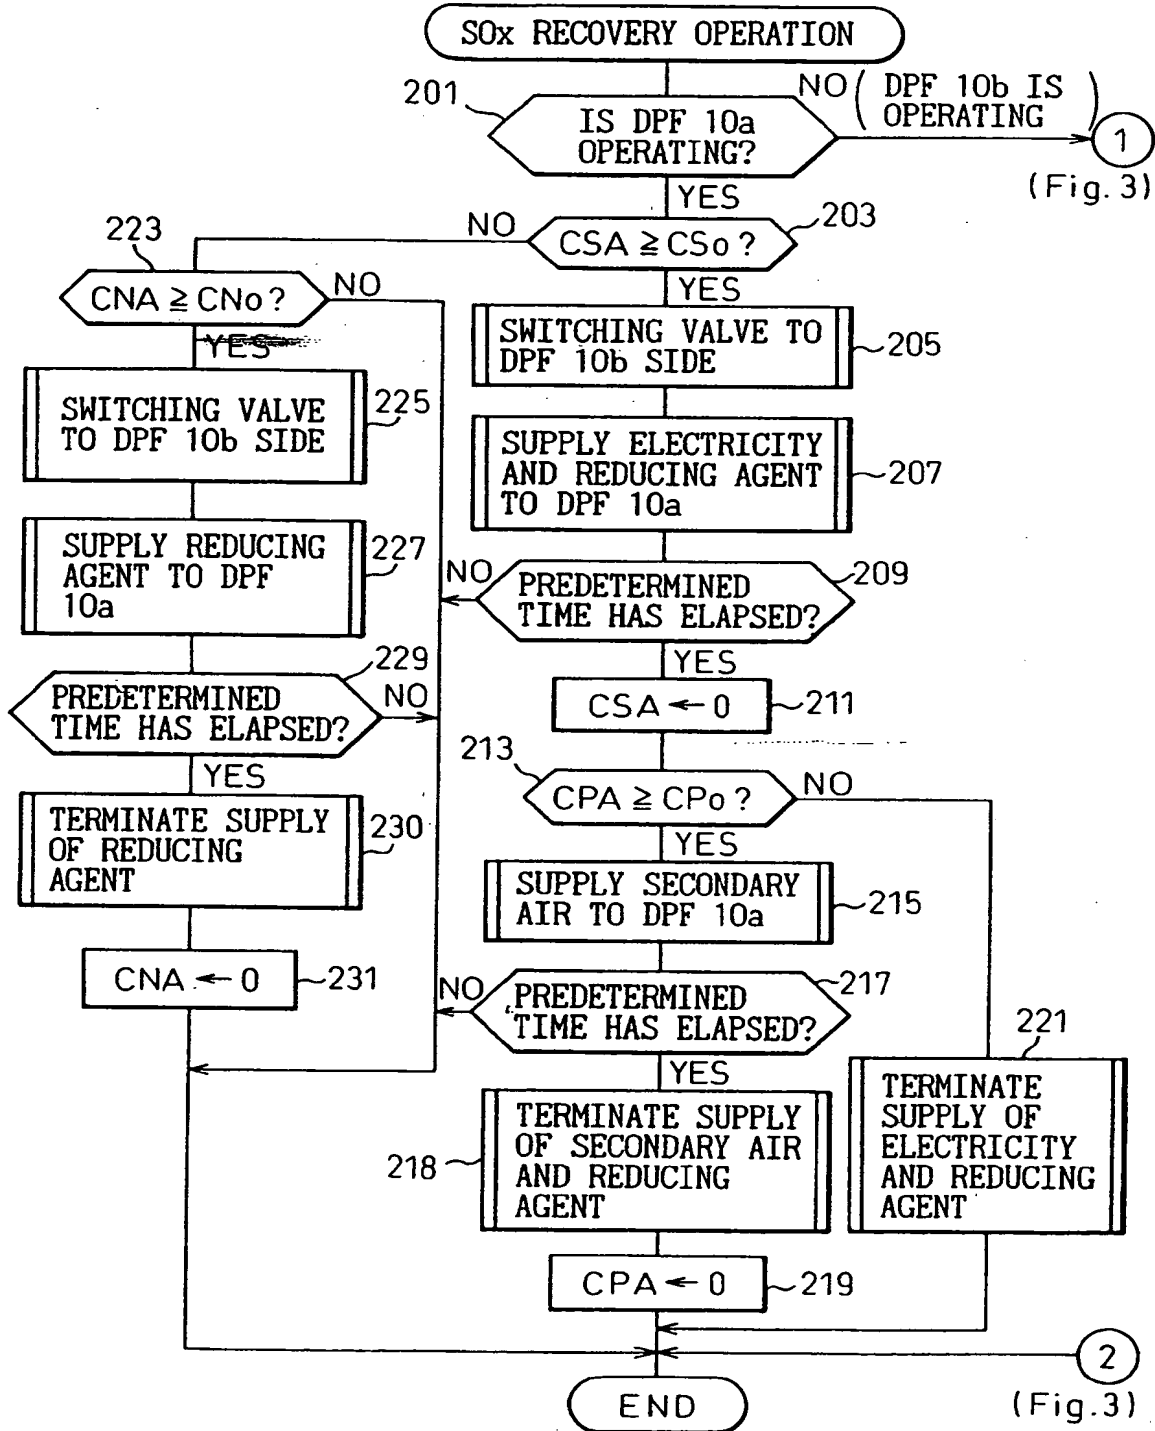 SOx RECOVERY OPERATION
201
IS DPF 10a
OPERATING?
NO ( DPF 10b IS
OPERATING )
1
(Fig. 3)
YES
203
CSA ≧ CSo ?
NO
223
CNA ≧ CNo ?
NO
YES
YES
SWITCHING VALVE TO
DPF 10b SIDE
205
SWITCHING VALVE
TO DPF 10b SIDE
225
SUPPLY ELECTRICITY
AND REDUCING AGENT
TO DPF 10a
207
SUPPLY REDUCING
AGENT TO DPF
10a
227
NO
PREDETERMINED
TIME HAS ELAPSED?
209
YES
229
PREDETERMINED
TIME HAS ELAPSED?
NO
YES
CSA ← 0
211
213
CPA ≧ CPo ?
NO
YES
TERMINATE SUPPLY
OF REDUCING
AGENT
230
SUPPLY SECONDARY
AIR TO DPF 10a
215
CNA ← 0
231
NO
PREDETERMINED
TIME HAS ELAPSED?
217
YES
221
TERMINATE SUPPLY
OF SECONDARY AIR
AND REDUCING
AGENT
218
TERMINATE
SUPPLY OF
ELECTRICITY
AND REDUCING
AGENT
CPA ← 0
219
2
(Fig. 3)
END